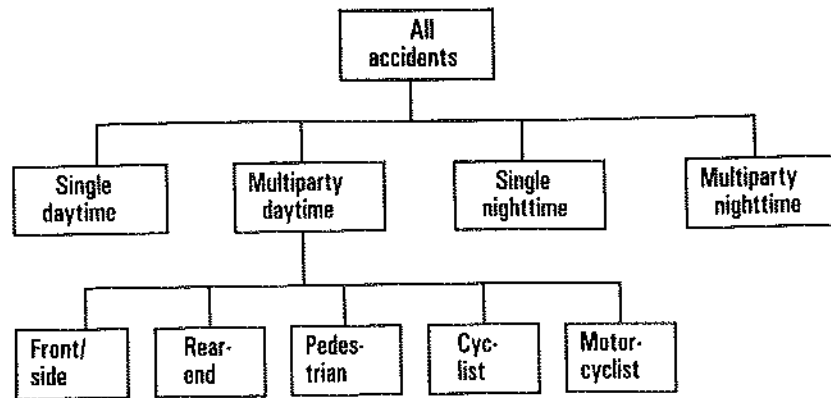 All
accidents
Single
daytime
Multiparty
daytime
Single
nighttime
Multiparty
nighttime
Front/
side
Rear-
end
Pedes-
trian
Cyc-
list
Motor-
cyclist